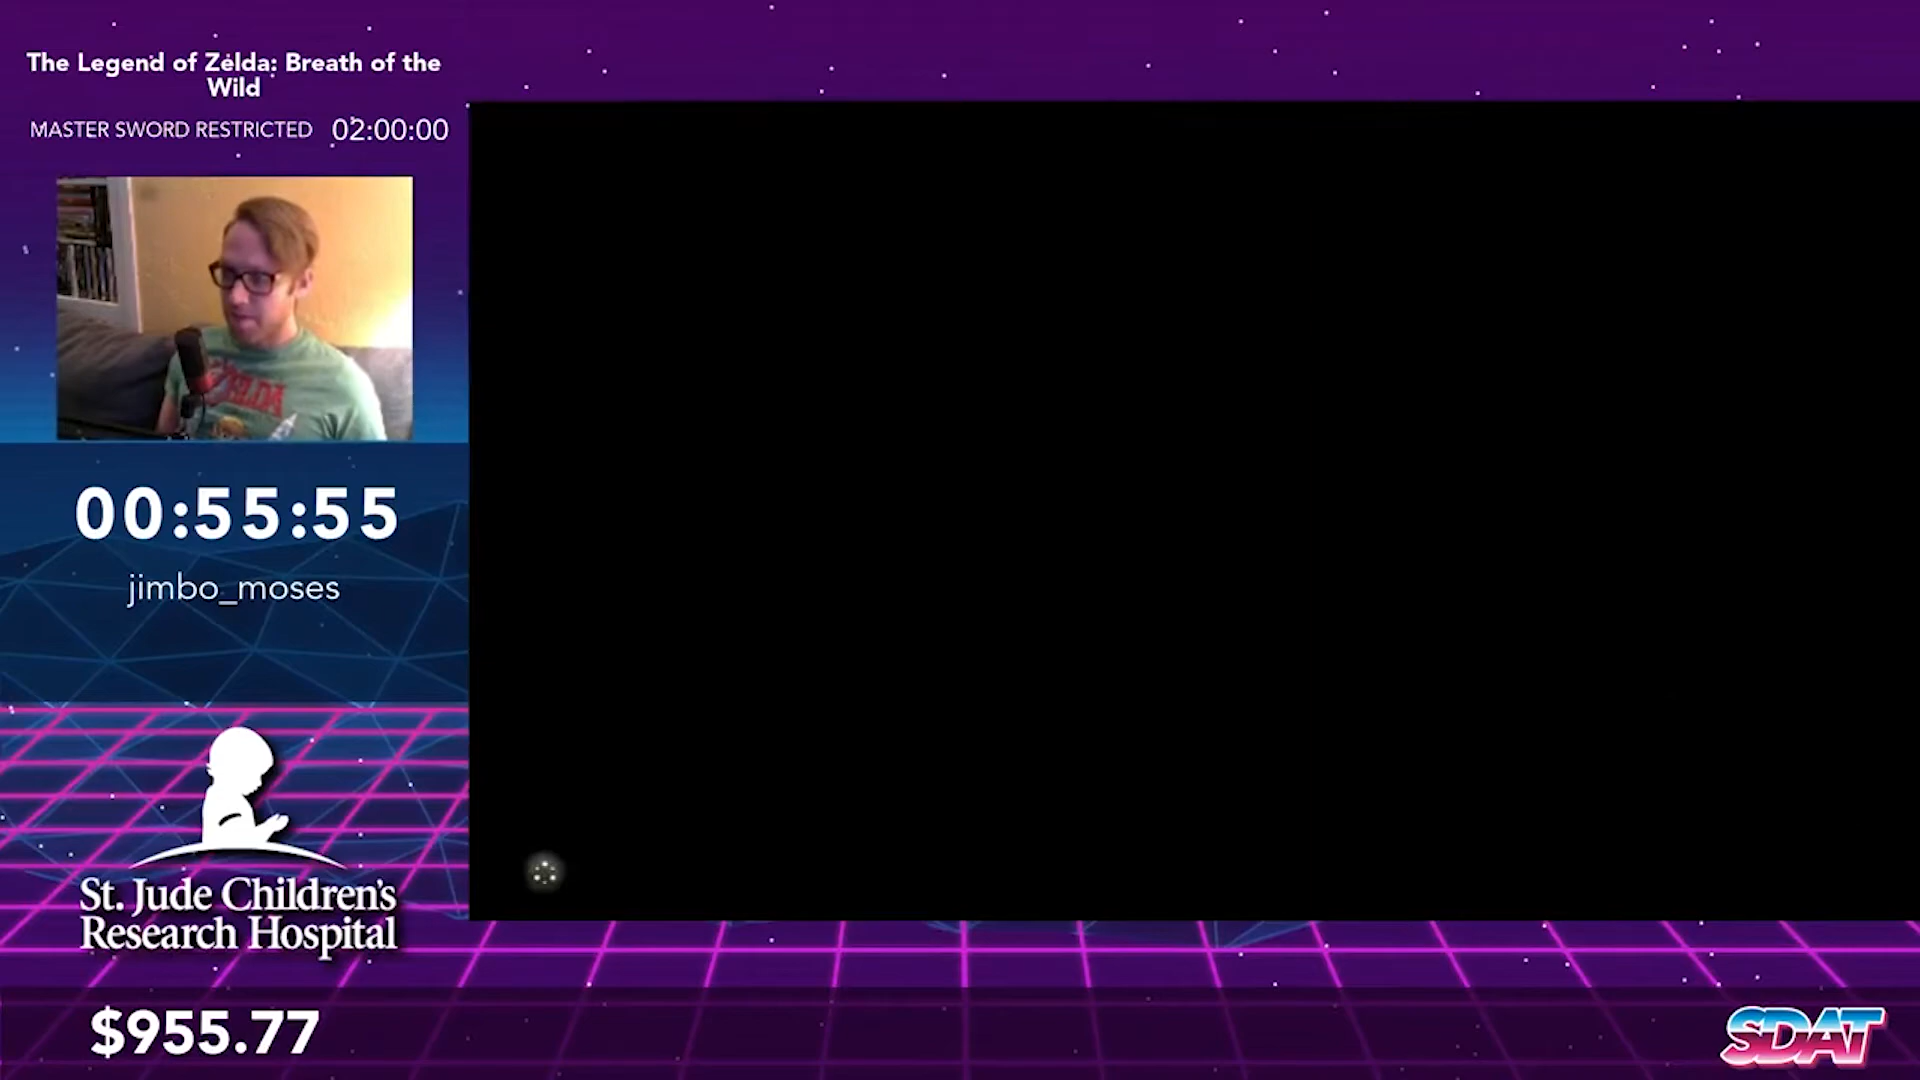 The Legend of Zelda: Breath of the
Wild
MASTER SWORD RESTRICTED 02:00:00
ZELDA
00:55:55
jimbo_moses
St. Jude Children's
Research Hospital
$955.77
SDAT